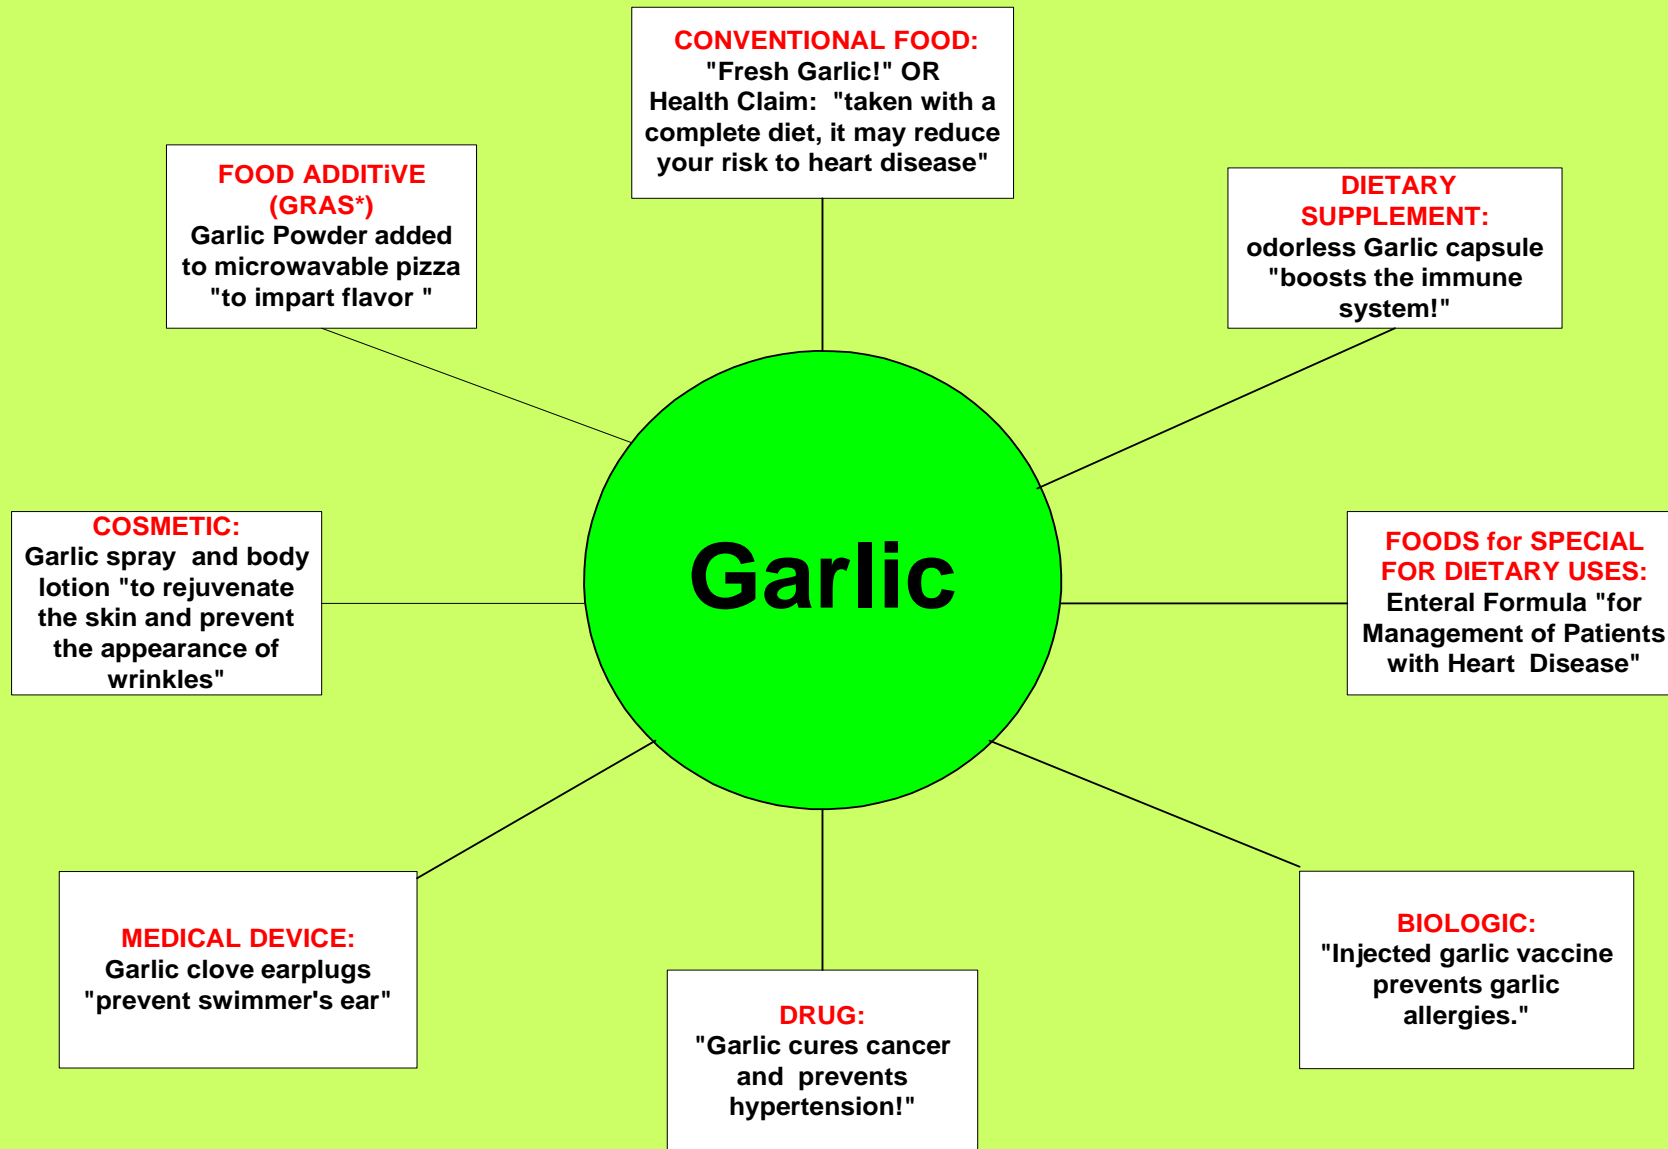 CONVENTIONAL FOOD:
"Fresh Garlic!" OR
Health Claim:  "taken with a
complete diet, it may reduce
your risk to heart disease"
FOOD ADDITiVE
(GRAS*)
Garlic Powder added
to microwavable pizza
"to impart flavor "
DIETARY
SUPPLEMENT:
odorless Garlic capsule
"boosts the immune
system!"
COSMETIC:
Garlic spray  and body
lotion "to rejuvenate
the skin and prevent
the appearance of
wrinkles"
Garlic
FOODS for SPECIAL
FOR DIETARY USES:
Enteral Formula "for
Management of Patients
with Heart  Disease"
MEDICAL DEVICE:
Garlic clove earplugs
"prevent swimmer's ear"
DRUG:
"Garlic cures cancer
and  prevents
hypertension!"
BIOLOGIC:
"Injected garlic vaccine
prevents garlic
allergies."